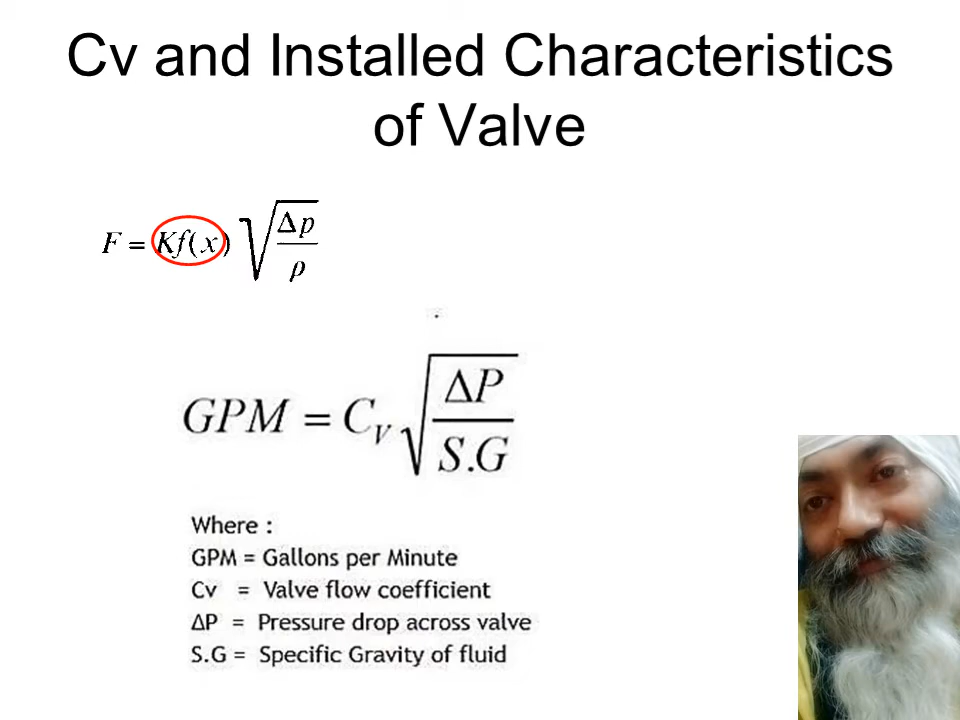 Cv and Installed Characteristics
of Valve
F = Kf(x) √(Δp/ρ)
GPM = C_V √(ΔP/S.G)
Where :
GPM = Gallons per Minute
Cv = Valve flow coefficient
ΔP = Pressure drop across valve
S.G = Specific Gravity of fluid